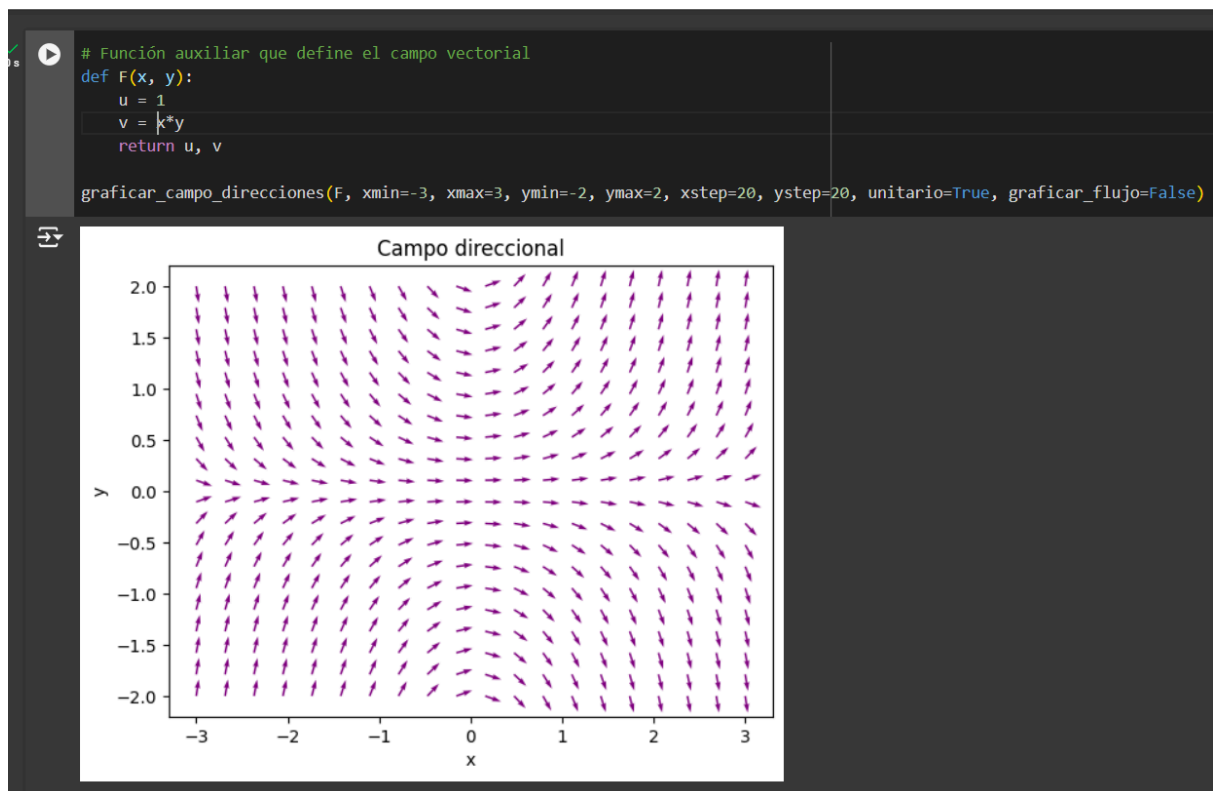 0 s
# Función auxiliar que define el campo vectorial
def F(x, y):
    u = 1
    v = x*y
    return u, v
graficar_campo_direcciones(F, xmin=-3, xmax=3, ymin=-2, ymax=2, xstep=20, ystep=20, unitario=True, graficar_flujo=False)
Campo direccional
2.0
1.5
1.0
0.5
0.0
−0.5
−1.0
−1.5
−2.0
y
−3 −2 −1 0 1 2 3
x